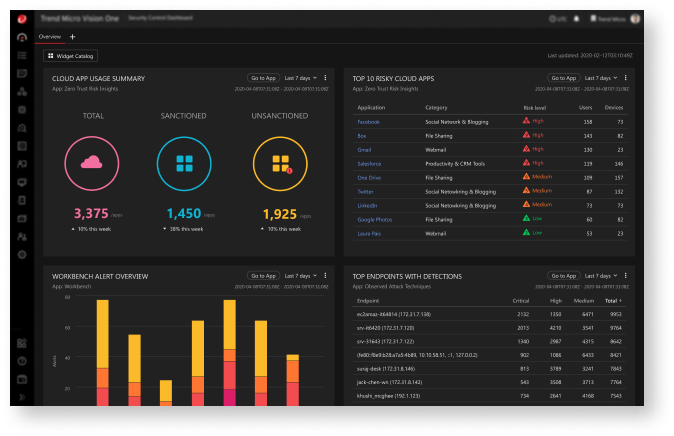 Trend Micro Vision One
Security Control Dashboard
UTC
Trend Micro
Overview +
Widget Catalog
Last updated: 2020-02-12T03:10:49Z
CLOUD APP USAGE SUMMARY
Go to App Last 7 days
App: Zero Trust Risk Insights
2020-04-08T07:31:08Z - 2020-04-08T07:31:08Z
TOTAL SANCTIONED UNSANCTIONED
3,375 /apps 1,450 /apps 1,925 /apps
10% this week 38% this week 10% this week
TOP 10 RISKY CLOUD APPS
Go to App Last 7 days
App: Zero Trust Risk Insights
2020-04-08T07:31:08Z - 2020-04-08T07:31:08Z
Application Category Risk level Users Devices
Facebook Social Network & Blogging High 158 73
Box File Sharing High 143 82
Gmail Webmail High 130 23
Salesforce Productivity & CRM Tools High 119 146
One Drive File Sharing Medium 109 157
Twitter Social Netowkring & Blogging Medium 87 132
LinkedIn Social Netowkring & Blogging Medium 73 73
Google Photos File Sharing Low 60 82
Laura Pais Webmail Low 53 23
WORKBENCH ALERT OVERVIEW
Go to App Last 7 days
App: Workbench
2020-04-08T07:31:08Z - 2020-04-08T07:31:08Z
80
60
Alerts
40
20
TOP ENDPOINTS WITH DETECTIONS
Go to App Last 7 days
App: Observed Attack Techniques
2020-04-08T07:31:08Z - 2020-04-08T07:31:08Z
Endpoint Critical High Medium Total
ec2amaz-it64814 (172.31.7.138) 2132 1350 6471 9953
srv-it6420 (172.31.7.120) 2013 4210 3541 9764
srv-31643 (172.31.7.122) 1340 2987 4315 8642
(fe80::f8e9:b28:a7a5:4b89, 10.10.58.51, ::1, 127.0.0.2) 902 1086 6433 8421
suraj-desk (172.31.8.146) 813 3789 3241 7843
jack-chen-wn (172.31.8.142) 543 3508 3713 7764
khushi_mcghee (192.1.123) 734 2641 4168 7543